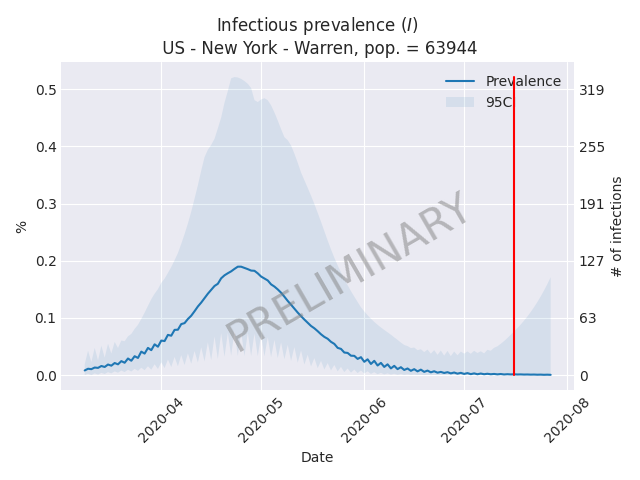 Infectious prevalence (I)
US - New York - Warren, pop. = 63944
Prevalence
95C
0.5
0.4
0.3
0.2
0.1
0.0
%
319
255
191
127
63
0
# of infections
PRELIMINARY
2020-04
2020-05
2020-06
2020-07
2020-08
Date